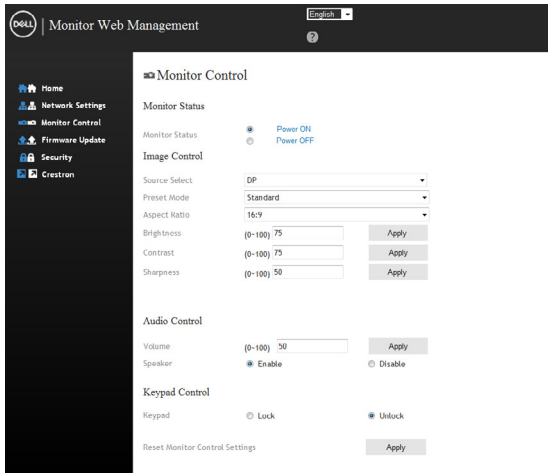 DELL
Monitor Web Management
English
?
Home
Network Settings
Monitor Control
Firmware Update
Security
Crestron
Monitor Control
Monitor Status
Monitor Status
Power ON
Power OFF
Image Control
Source Select DP
Preset Mode Standard
Aspect Ratio 16:9
Brightness (0~100) 75 Apply
Contrast (0~100) 75 Apply
Sharpness (0~100) 50 Apply
Audio Control
Volume (0~100) 50 Apply
Speaker Enable Disable
Keypad Control
Keypad Lock Unlock
Reset Monitor Control Settings Apply